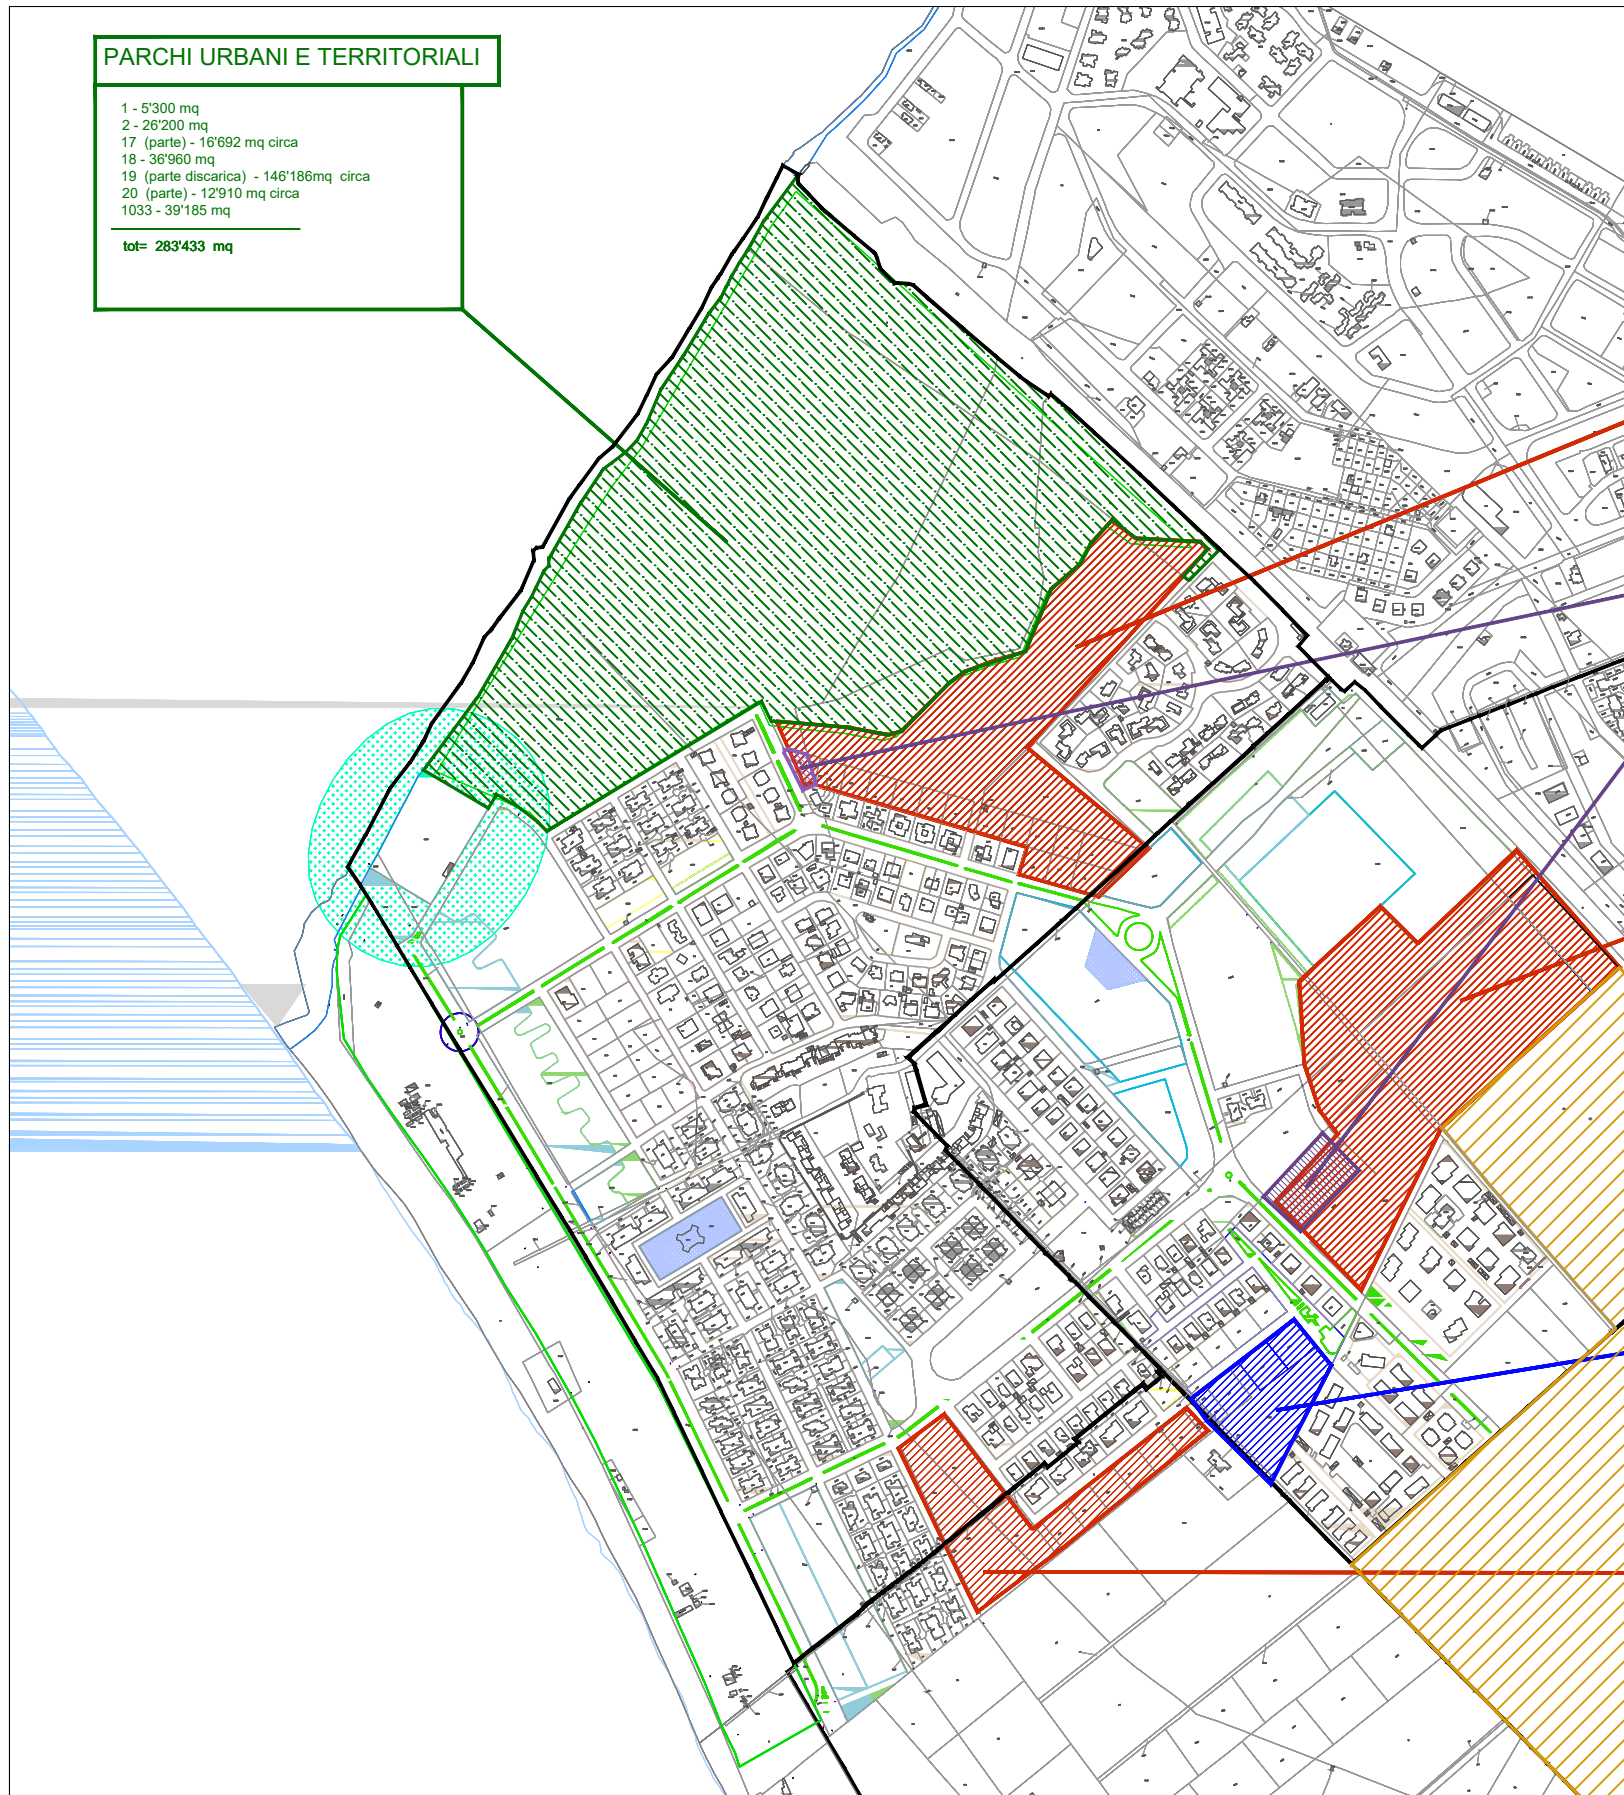 PARCHI URBANI E TERRITORIALI
1 - 5'300 mq
2 - 26'200 mq
17 (parte) - 16'692 mq circa
18 - 36'960 mq
19 (parte discarica) - 146'186mq circa
20 (parte) - 12'910 mq circa
1033 - 39'185 mq
tot= 283'433 mq